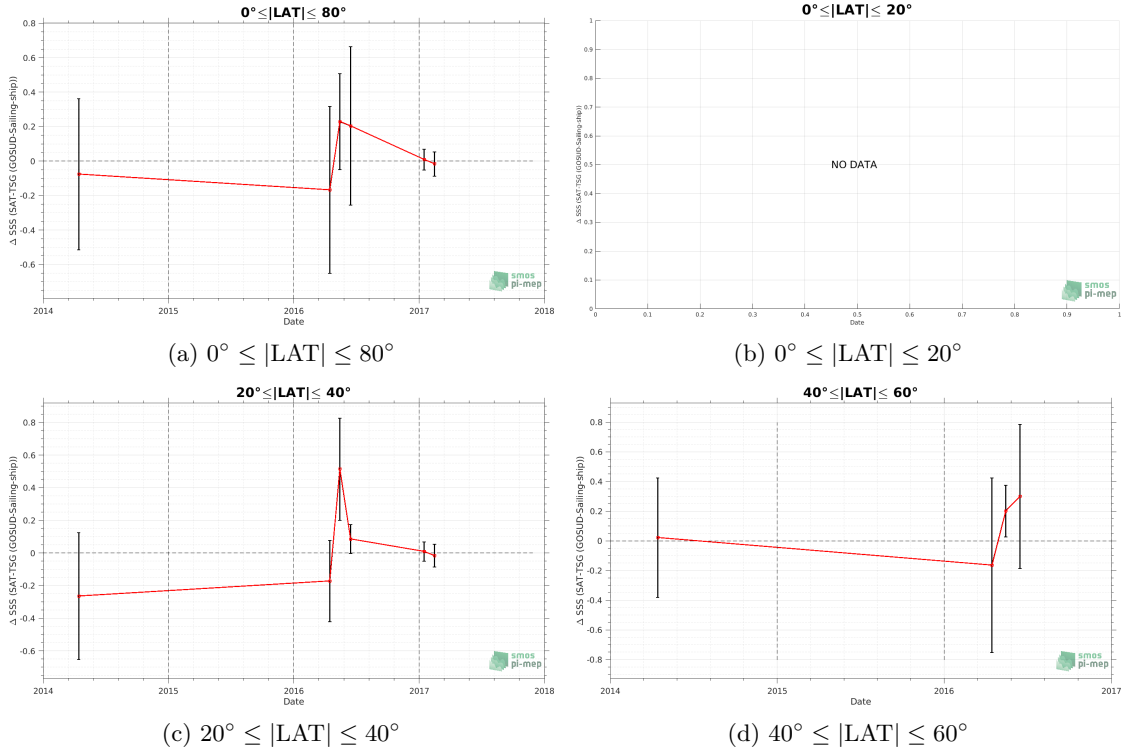 0°≤|LAT|≤ 80°
Δ SSS (SAT-TSG (GOSUD-Sailing-ship))
0.8
0.6
0.4
0.2
0
-0.2
-0.4
-0.6
2014 2015 2016 2017 2018
Date
smos
pi-mep
(a) 0° ≤ |LAT| ≤ 80°
0°≤|LAT|≤ 20°
Δ SSS (SAT-TSG (GOSUD-Sailing-ship))
1
0.9
0.8
0.7
0.6
0.5
0.4
0.3
0.2
0.1
0
NO DATA
0 0.1 0.2 0.3 0.4 0.5 0.6 0.7 0.8 0.9 1
Date
smos
pi-mep
(b) 0° ≤ |LAT| ≤ 20°
20°≤|LAT|≤ 40°
Δ SSS (SAT-TSG (GOSUD-Sailing-ship))
0.8
0.6
0.4
0.2
0
-0.2
-0.4
-0.6
2014 2015 2016 2017 2018
Date
smos
pi-mep
(c) 20° ≤ |LAT| ≤ 40°
40°≤|LAT|≤ 60°
Δ SSS (SAT-TSG (GOSUD-Sailing-ship))
0.8
0.6
0.4
0.2
0
-0.2
-0.4
-0.6
-0.8
2014 2015 2016 2017
Date
smos
pi-mep
(d) 40° ≤ |LAT| ≤ 60°